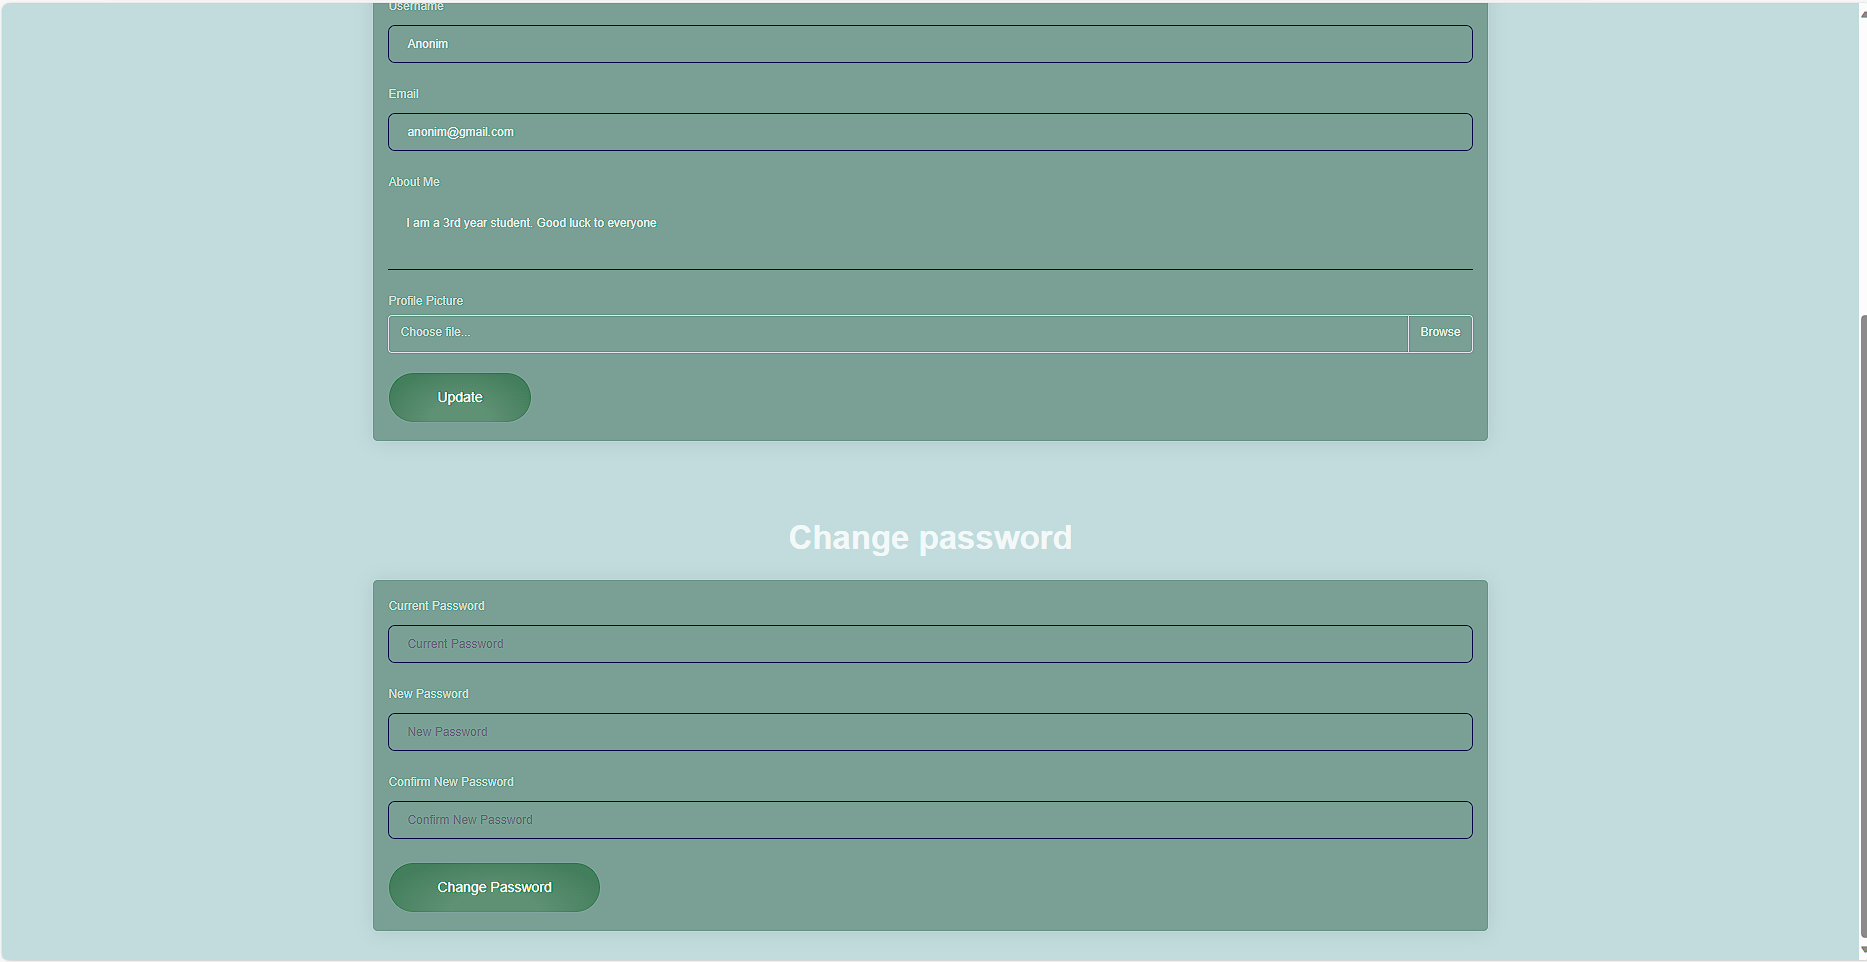 Username
Anonim
Email
anonim@gmail.com
About Me
I am a 3rd year student. Good luck to everyone
Profile Picture
Choose file...
Browse
Update
Change password
Current Password
Current Password
New Password
New Password
Confirm New Password
Confirm New Password
Change Password